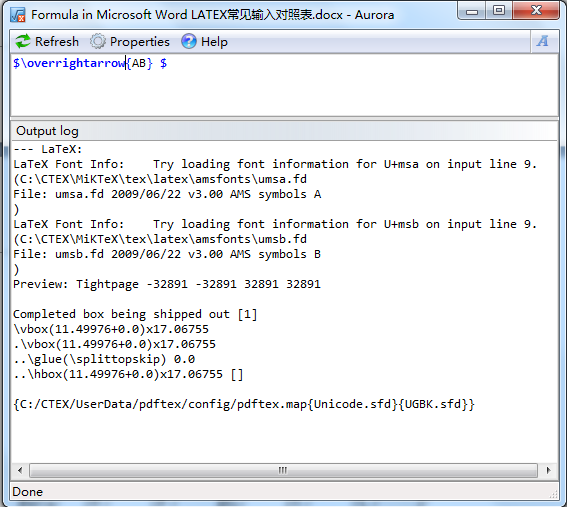 Formula in Microsoft Word LATEX常见输入对照表.docx - Aurora
Refresh Properties Help A
$\overrightarrow{AB} $
Output log
--- LaTeX:
LaTeX Font Info:    Try loading font information for U+msa on input line 9.
(C:\CTEX\MiKTeX\tex\latex\amsfonts\umsa.fd
File: umsa.fd 2009/06/22 v3.00 AMS symbols A
)
LaTeX Font Info:    Try loading font information for U+msb on input line 9.
(C:\CTEX\MiKTeX\tex\latex\amsfonts\umsb.fd
File: umsb.fd 2009/06/22 v3.00 AMS symbols B
)
Preview: Tightpage -32891 -32891 32891 32891
Completed box being shipped out [1]
\vbox(11.49976+0.0)x17.06755
.\vbox(11.49976+0.0)x17.06755
..\glue(\splittopskip) 0.0
..\hbox(11.49976+0.0)x17.06755 []
{C:/CTEX/UserData/pdftex/config/pdftex.map{Unicode.sfd}{UGBK.sfd}}
Done